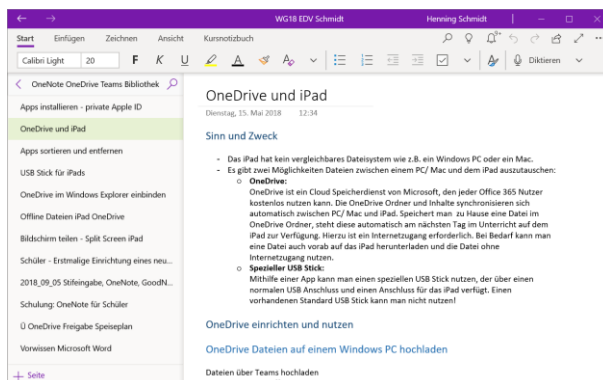 WG18 EDV Schmidt
Henning Schmidt
Start Einfügen Zeichnen Ansicht Kursnotizbuch
Calibri Light 20 F K U A Diktieren
OneNote OneDrive Teams Bibliothek
Apps installieren - private Apple ID
OneDrive und iPad
Apps sortieren und entfernen
USB Stick für iPads
OneDrive im Windows Explorer einbinden
Offline Dateien iPad OneDrive
Bildschirm teilen - Split Screen iPad
Schüler - Erstmalige Einrichtung eines neu...
2018_09_05 Stifeingabe, OneNote, GoodN...
Schulung: OneNote für Schüler
Ü OneDrive Freigabe Speiseplan
Vorwissen Microsoft Word
+ Seite
OneDrive und iPad
Dienstag, 15. Mai 2018 12:34
Sinn und Zweck
- Das iPad hat kein vergleichbares Dateisystem wie z.B. ein Windows PC oder ein Mac.
- Es gibt zwei Möglichkeiten Dateien zwischen einem PC/ Mac und dem iPad auszutauschen:
o OneDrive:
OneDrive ist ein Cloud Speicherdienst von Microsoft, den jeder Office 365 Nutzer
kostenlos nutzen kann. Die OneDrive Ordner und Inhalte synchronisieren sich
automatisch zwischen PC/ Mac und iPad. Speichert man zu Hause eine Datei im
OneDrive Ordner, steht diese automatisch am nächsten Tag im Unterricht auf dem
iPad zur Verfügung. Hierzu ist ein Internetzugang erforderlich. Bei Bedarf kann man
eine Datei auch vorab auf das iPad herunterladen und die Datei ohne
Internetzugang nutzen.
o Spezieller USB Stick:
Mithilfe einer App kann man einen speziellen USB Stick nutzen, der über einen
normalen USB Anschluss und einen Anschluss für das iPad verfügt. Einen
vorhandenen Standard USB Stick kann man nicht nutzen!
OneDrive einrichten und nutzen
OneDrive Dateien auf einem Windows PC hochladen
Dateien über Teams hochladen